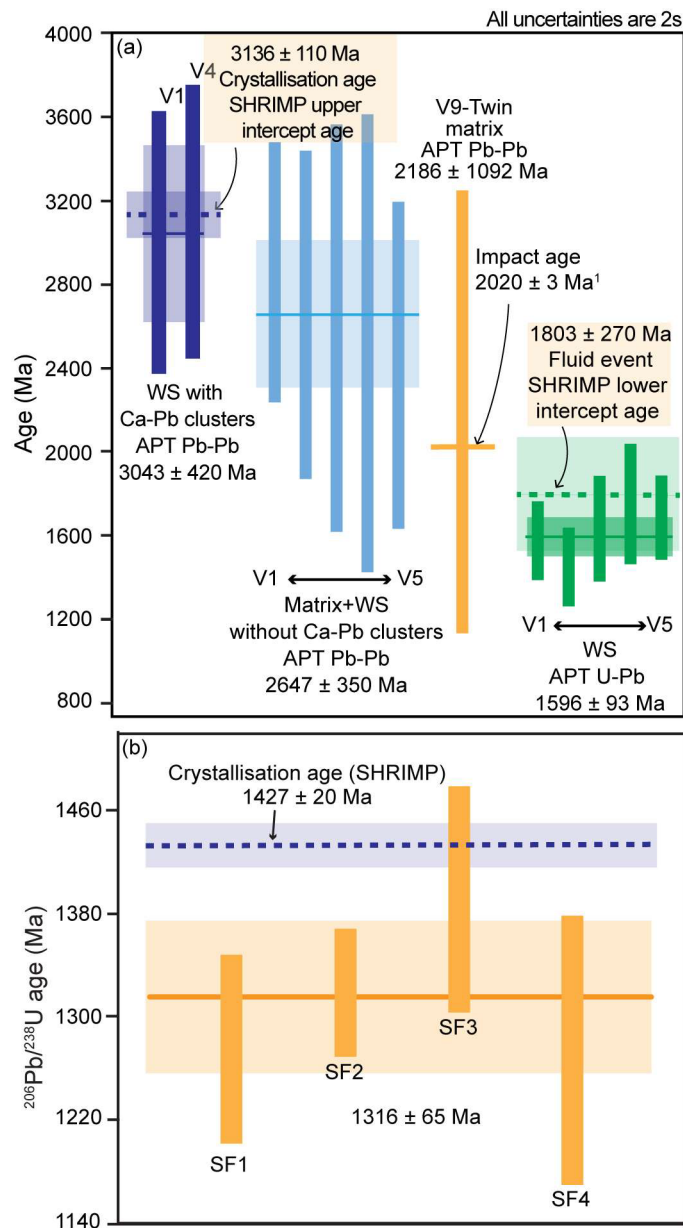 All uncertainties are 2s
(a)
Age (Ma)
4000
3600
3200
2800
2400
2000
1600
1200
800
V1
V4
3136 ± 110 Ma
Crystallisation age
SHRIMP upper
intercept age
WS with
Ca-Pb clusters
APT Pb-Pb
3043 ± 420 Ma
V1
V5
Matrix+WS
without Ca-Pb clusters
APT Pb-Pb
2647 ± 350 Ma
V9-Twin
matrix
APT Pb-Pb
2186 ± 1092 Ma
Impact age
2020 ± 3 Ma¹
1803 ± 270 Ma
Fluid event
SHRIMP lower
intercept age
V1
V5
WS
APT U-Pb
1596 ± 93 Ma
(b)
²⁰⁶Pb/²³⁸U age (Ma)
1460
1380
1300
1220
1140
Crystallisation age (SHRIMP)
1427 ± 20 Ma
SF1
SF2
SF3
SF4
1316 ± 65 Ma